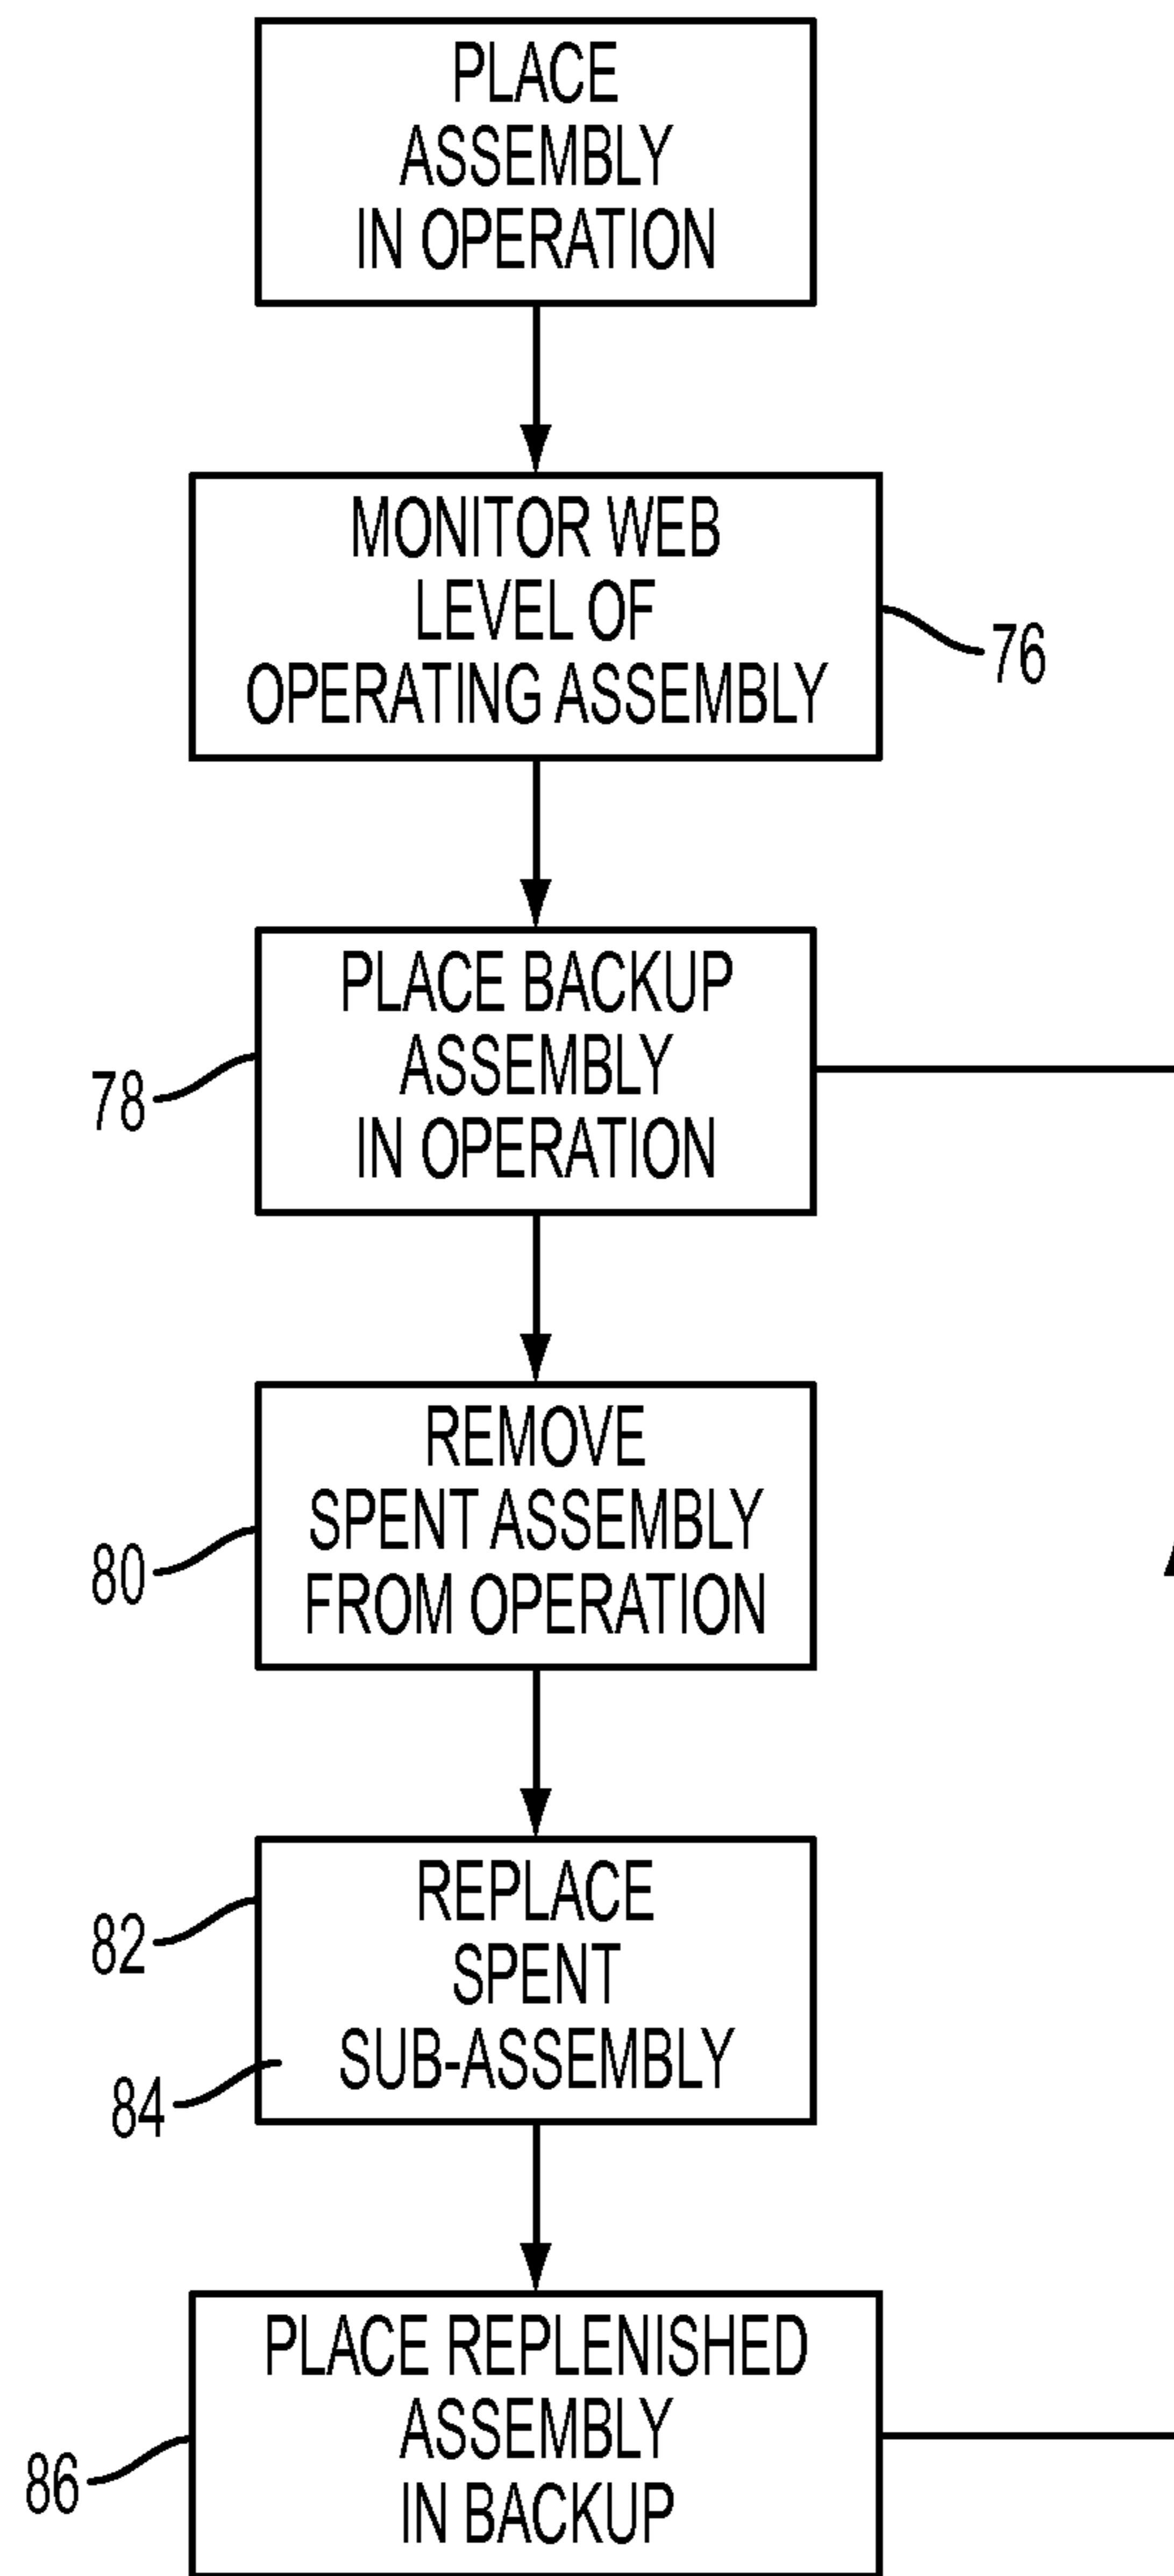 PLACE
ASSEMBLY
IN OPERATION
MONITOR WEB
LEVEL OF
OPERATING ASSEMBLY
76
PLACE BACKUP
ASSEMBLY
IN OPERATION
78
REMOVE
SPENT ASSEMBLY
FROM OPERATION
80
REPLACE
SPENT
SUB-ASSEMBLY
82
84
PLACE REPLENISHED
ASSEMBLY
IN BACKUP
86